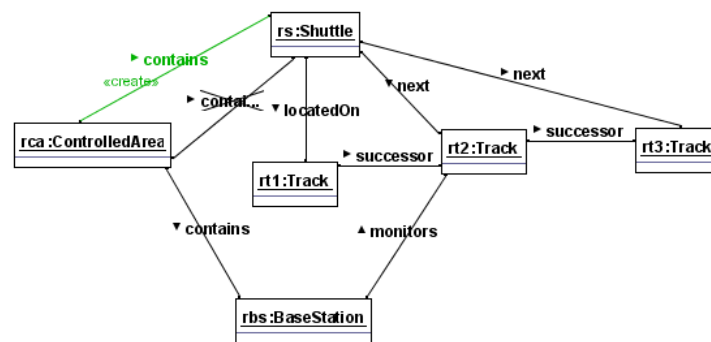 rs:Shuttle
► contains
«create»
► contai...
▼ locatedOn
▼ next
► next
rca:ControlledArea
► successor
rt2:Track
► successor
rt3:Track
rt1:Track
▼ contains
▲ monitors
rbs:BaseStation